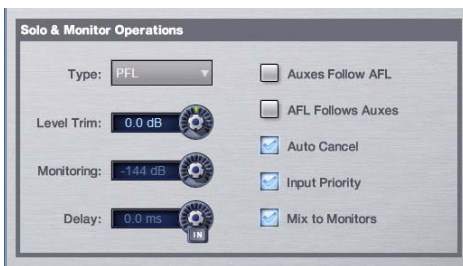 Solo & Monitor Operations
Type: PFL
Level Trim: 0.0 dB
Monitoring: -144 dB
Delay: 0.0 ms
IN
Auxes Follow AFL
AFL Follows Auxes
Auto Cancel
Input Priority
Mix to Monitors